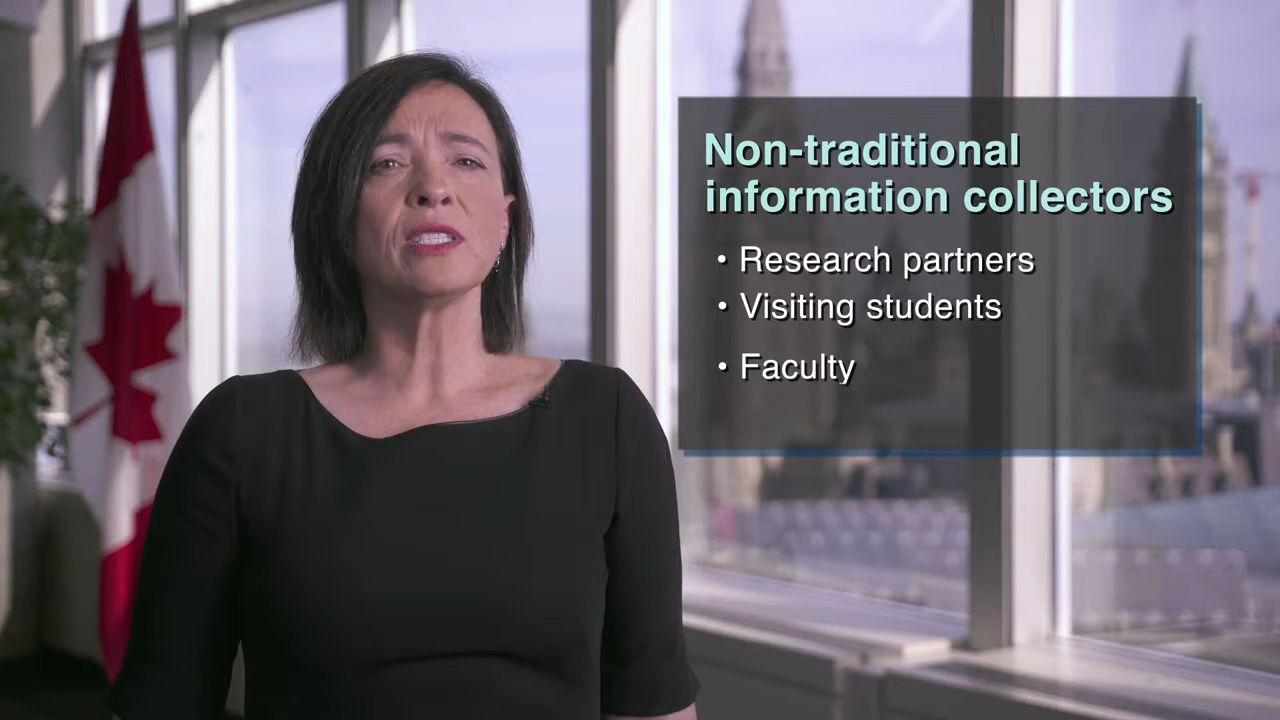 Non-traditional
information collectors
• Research partners
• Visiting students
• Faculty